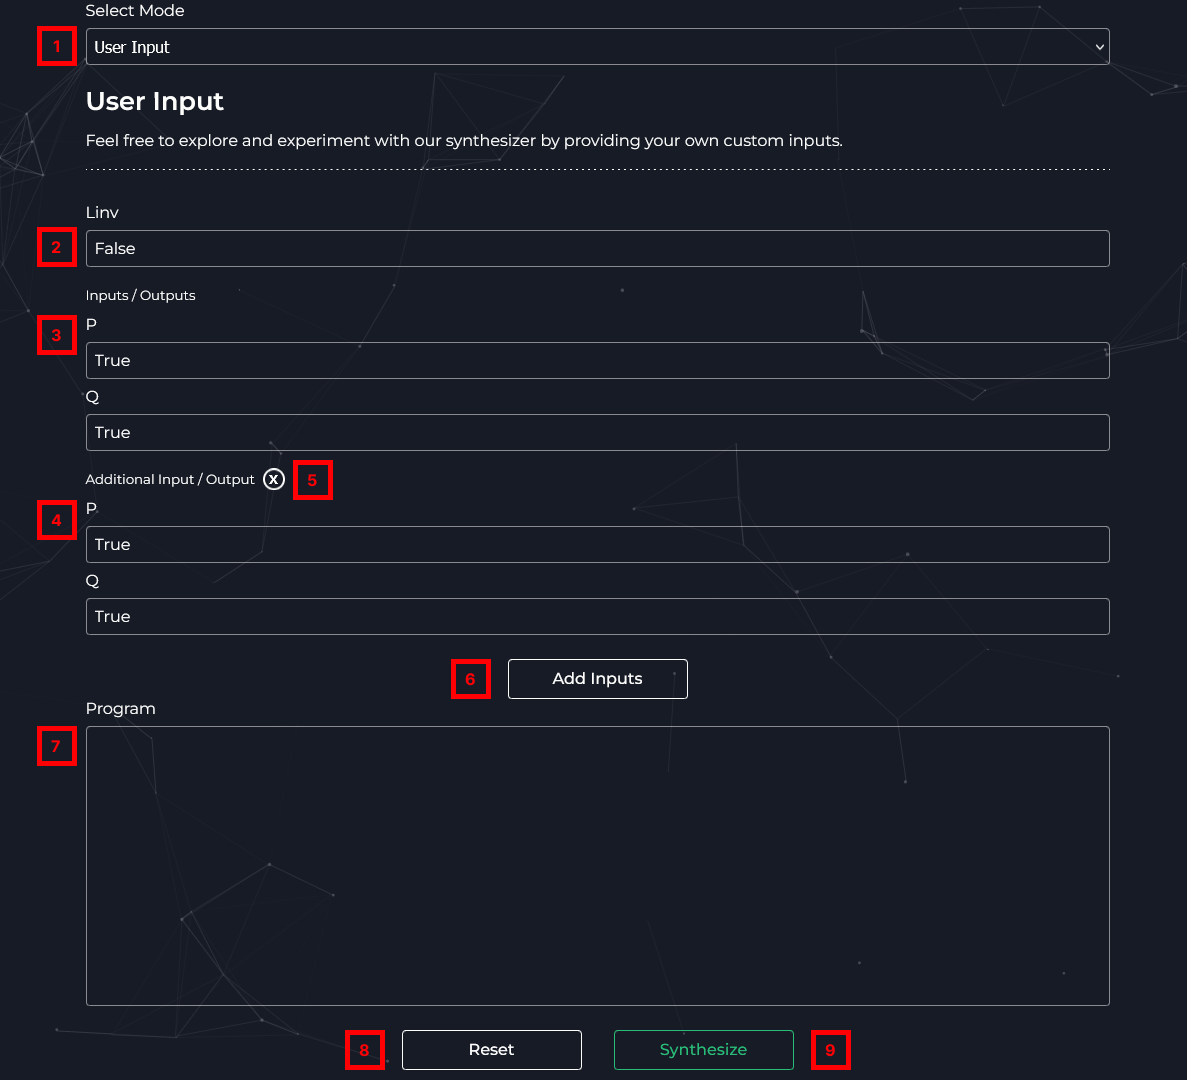 Select Mode
1 User Input
User Input
Feel free to explore and experiment with our synthesizer by providing your own custom inputs.
Linv
2 False
Inputs / Outputs
3 P
True
Q
True
Additional Input / Output X 5
4 P
True
Q
True
6 Add Inputs
Program
7
8 Reset Synthesize 9